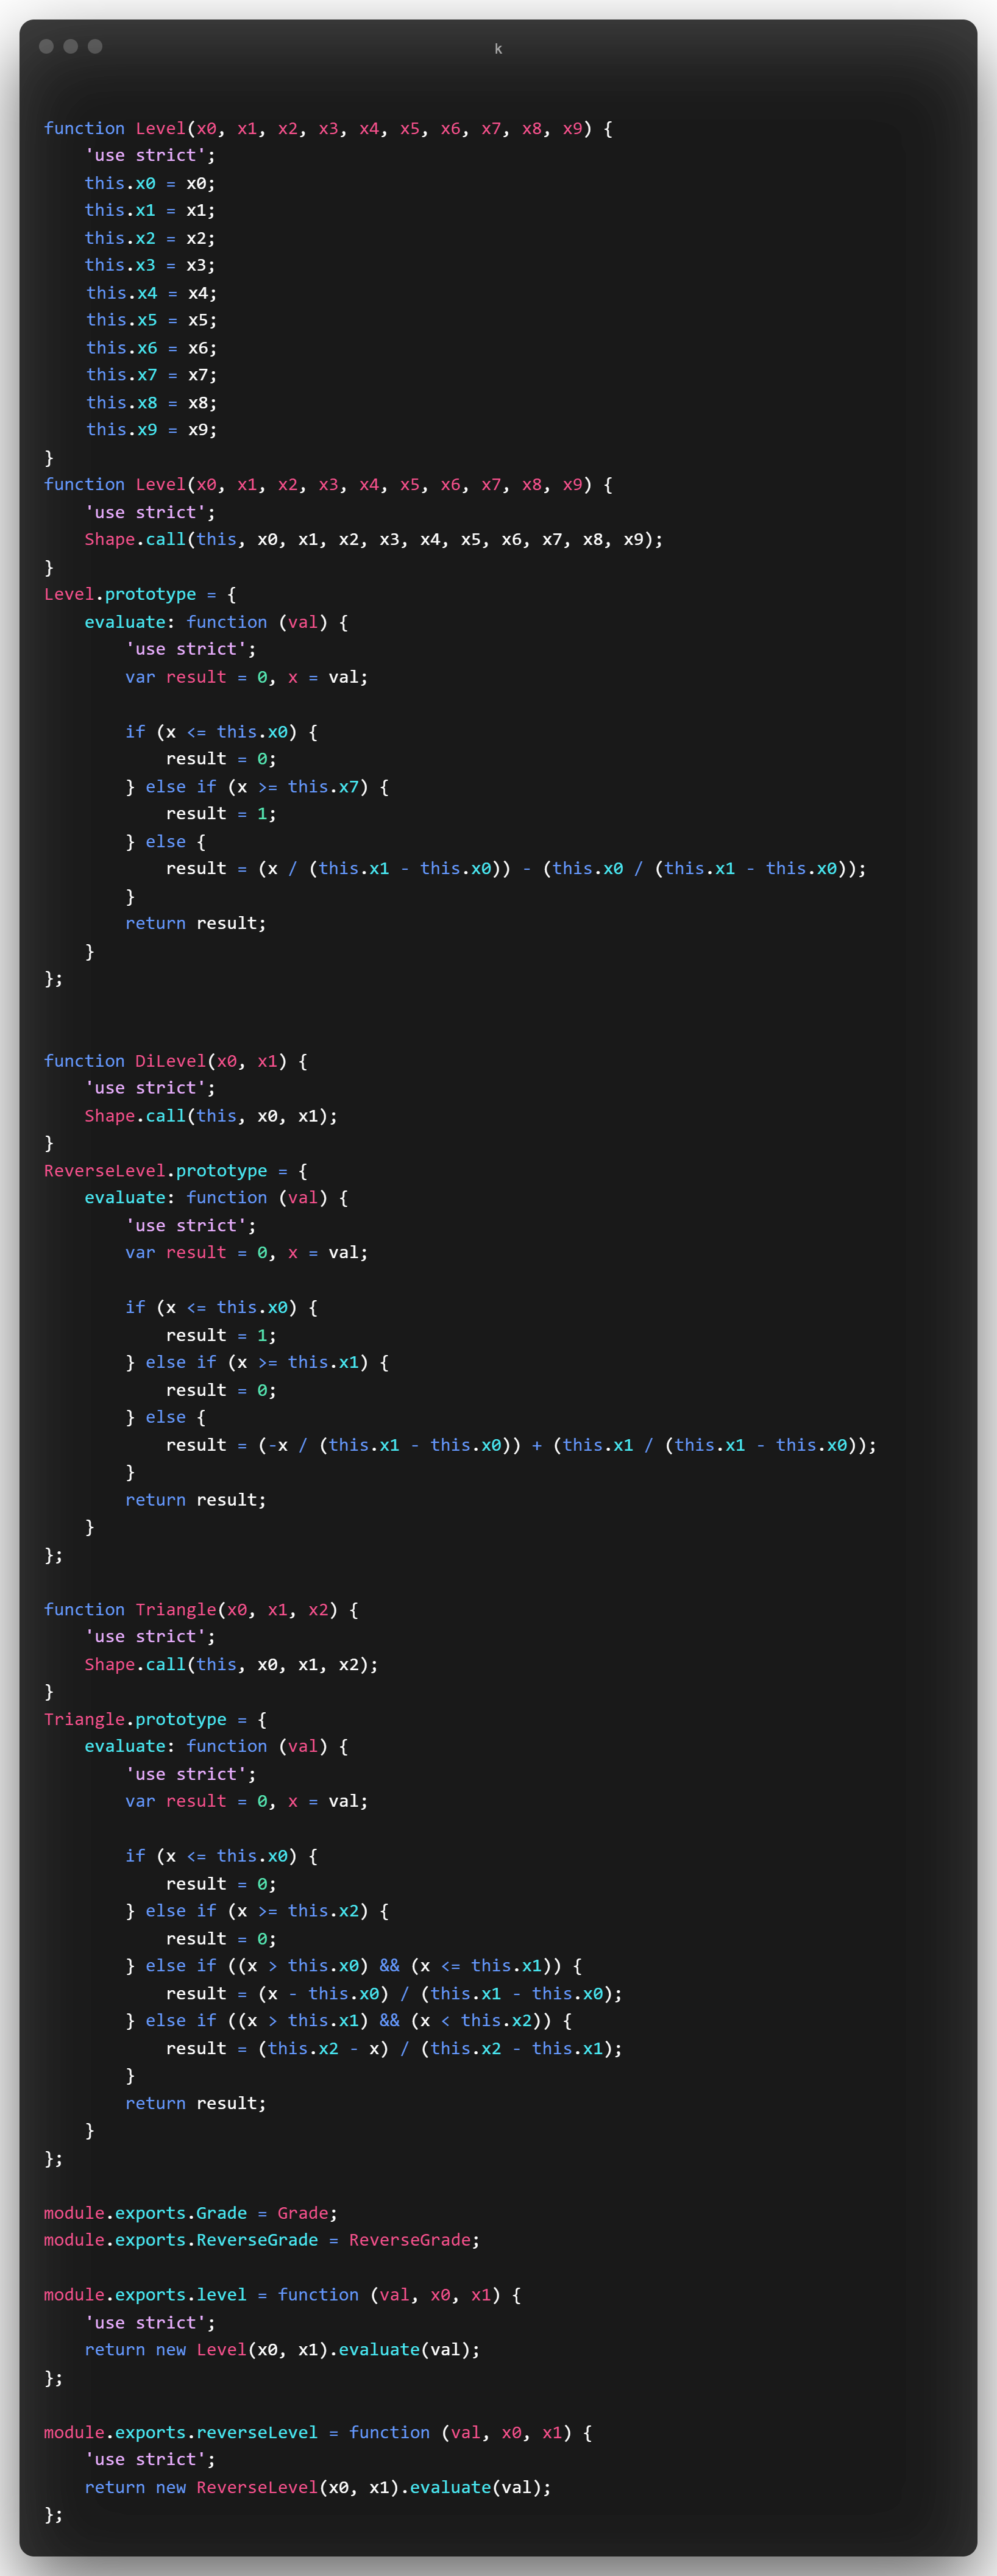 k
function Level(x0, x1, x2, x3, x4, x5, x6, x7, x8, x9) {
    'use strict';
    this.x0 = x0;
    this.x1 = x1;
    this.x2 = x2;
    this.x3 = x3;
    this.x4 = x4;
    this.x5 = x5;
    this.x6 = x6;
    this.x7 = x7;
    this.x8 = x8;
    this.x9 = x9;
}
function Level(x0, x1, x2, x3, x4, x5, x6, x7, x8, x9) {
    'use strict';
    Shape.call(this, x0, x1, x2, x3, x4, x5, x6, x7, x8, x9);
}
Level.prototype = {
    evaluate: function (val) {
        'use strict';
        var result = 0, x = val;

        if (x <= this.x0) {
            result = 0;
        } else if (x >= this.x7) {
            result = 1;
        } else {
            result = (x / (this.x1 - this.x0)) - (this.x0 / (this.x1 - this.x0));
        }
        return result;
    }
};

function DiLevel(x0, x1) {
    'use strict';
    Shape.call(this, x0, x1);
}
ReverseLevel.prototype = {
    evaluate: function (val) {
        'use strict';
        var result = 0, x = val;

        if (x <= this.x0) {
            result = 1;
        } else if (x >= this.x1) {
            result = 0;
        } else {
            result = (-x / (this.x1 - this.x0)) + (this.x1 / (this.x1 - this.x0));
        }
        return result;
    }
};

function Triangle(x0, x1, x2) {
    'use strict';
    Shape.call(this, x0, x1, x2);
}
Triangle.prototype = {
    evaluate: function (val) {
        'use strict';
        var result = 0, x = val;

        if (x <= this.x0) {
            result = 0;
        } else if (x >= this.x2) {
            result = 0;
        } else if ((x > this.x0) && (x <= this.x1)) {
            result = (x - this.x0) / (this.x1 - this.x0);
        } else if ((x > this.x1) && (x < this.x2)) {
            result = (this.x2 - x) / (this.x2 - this.x1);
        }
        return result;
    }
};

module.exports.Grade = Grade;
module.exports.ReverseGrade = ReverseGrade;

module.exports.level = function (val, x0, x1) {
    'use strict';
    return new Level(x0, x1).evaluate(val);
};

module.exports.reverseLevel = function (val, x0, x1) {
    'use strict';
    return new ReverseLevel(x0, x1).evaluate(val);
};